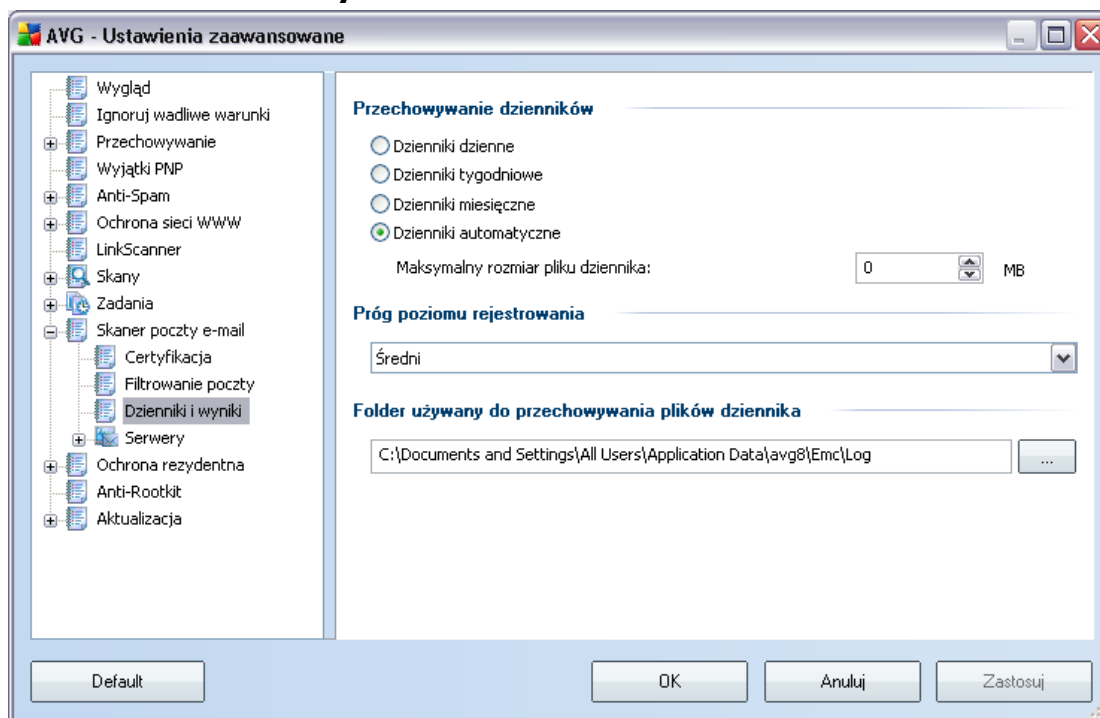 AVG - Ustawienia zaawansowane
Wygląd
Ignoruj wadliwe warunki
Przechowywanie
Wyjątki PNP
Anti-Spam
Ochrona sieci WWW
LinkScanner
Skany
Zadania
Skaner poczty e-mail
Certyfikacja
Filtrowanie poczty
Dzienniki i wyniki
Serwery
Ochrona rezydentna
Anti-Rootkit
Aktualizacja
Przechowywanie dzienników
Dzienniki dzienne
Dzienniki tygodniowe
Dzienniki miesięczne
Dzienniki automatyczne
Maksymalny rozmiar pliku dziennika: 0 MB
Próg poziomu rejestrowania
Średni
Folder używany do przechowywania plików dziennika
C:\Documents and Settings\All Users\Application Data\avg8\Emc\Log ...
Default OK Anuluj Zastosuj